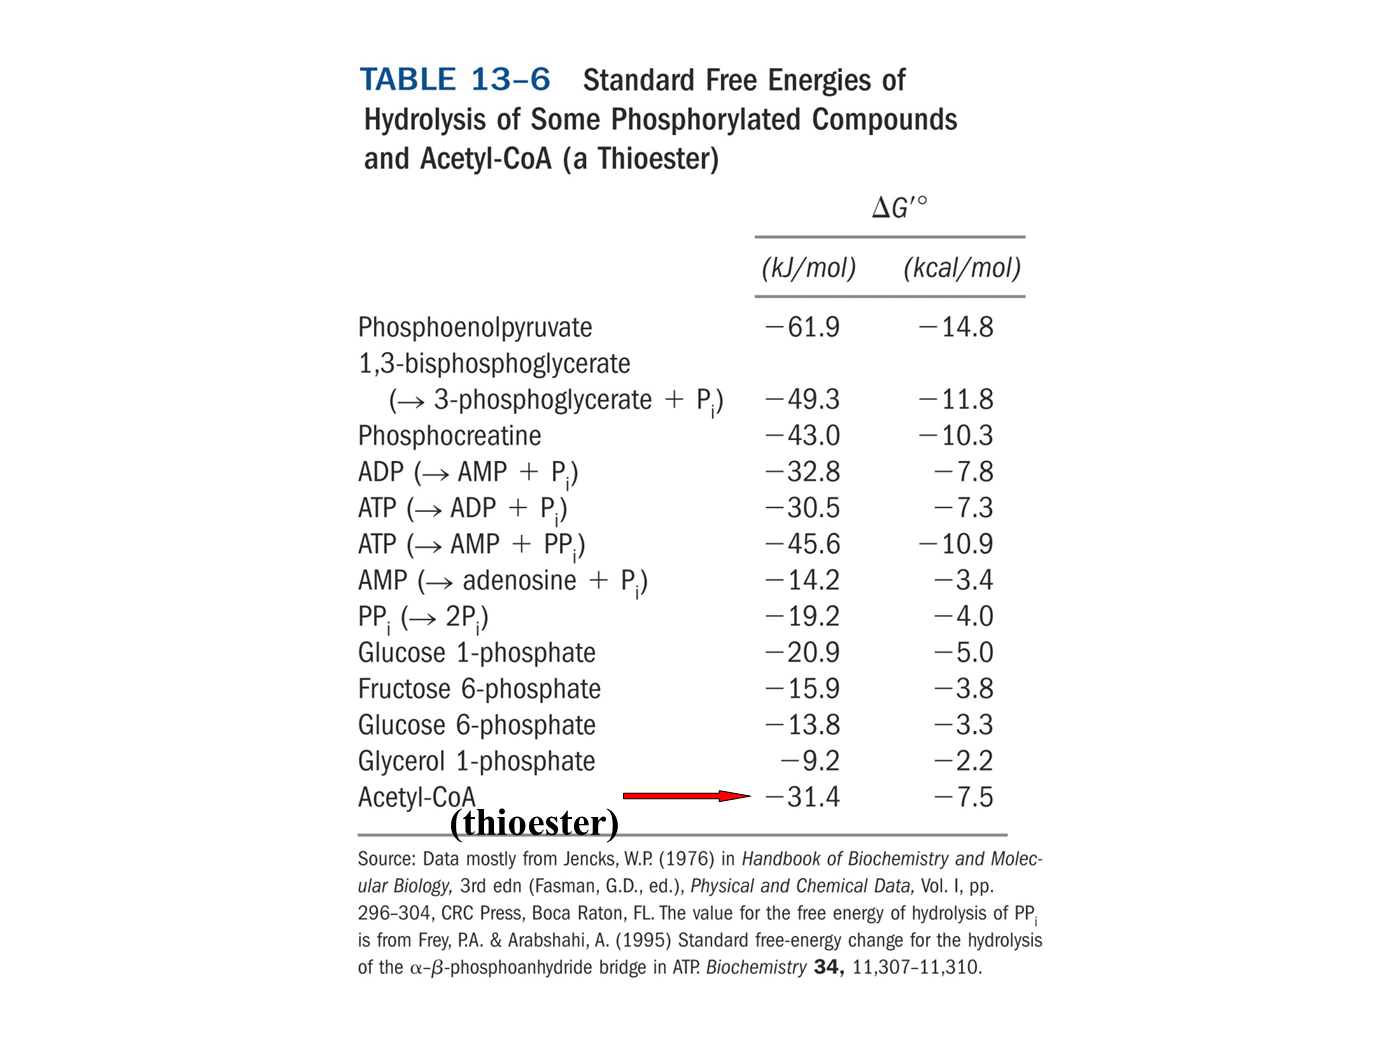 TABLE 13–6 Standard Free Energies of
Hydrolysis of Some Phosphorylated Compounds
and Acetyl-CoA (a Thioester)
ΔG′°
(kJ/mol) (kcal/mol)
Phosphoenolpyruvate −61.9 −14.8
1,3-bisphosphoglycerate
(→ 3-phosphoglycerate + Pi) −49.3 −11.8
Phosphocreatine −43.0 −10.3
ADP (→ AMP + Pi) −32.8 −7.8
ATP (→ ADP + Pi) −30.5 −7.3
ATP (→ AMP + PPi) −45.6 −10.9
AMP (→ adenosine + Pi) −14.2 −3.4
PPi (→ 2Pi) −19.2 −4.0
Glucose 1-phosphate −20.9 −5.0
Fructose 6-phosphate −15.9 −3.8
Glucose 6-phosphate −13.8 −3.3
Glycerol 1-phosphate −9.2 −2.2
Acetyl-CoA −31.4 −7.5
(thioester)
Source: Data mostly from Jencks, W.P. (1976) in Handbook of Biochemistry and Molec-
ular Biology, 3rd edn (Fasman, G.D., ed.), Physical and Chemical Data, Vol. I, pp.
296–304, CRC Press, Boca Raton, FL. The value for the free energy of hydrolysis of PPi
is from Frey, P.A. & Arabshahi, A. (1995) Standard free-energy change for the hydrolysis
of the α–β-phosphoanhydride bridge in ATP. Biochemistry 34, 11,307–11,310.